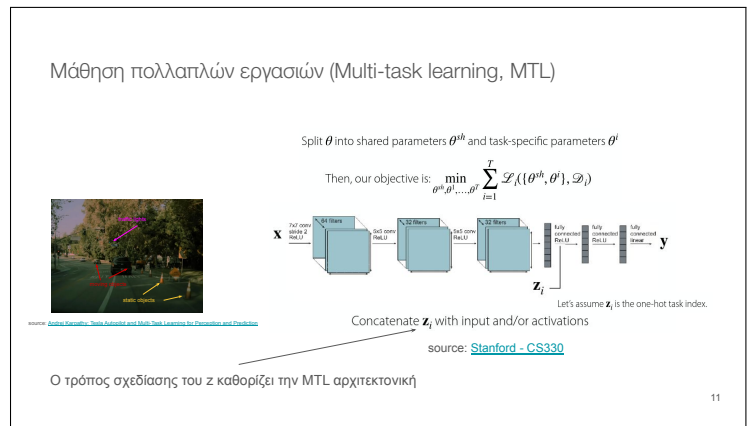 Μάθηση πολλαπλών εργασιών (Multi-task learning, MTL)
Split θ into shared parameters θ^{sh} and task-specific parameters θ^i
Then, our objective is: min_{θ^{sh},θ^1,…,θ^T} ∑_{i=1}^{T} ℒ_i({θ^{sh}, θ^i}, 𝒟_i)
x
7x7 conv
stride 2
ReLU
64 filters
5x5 conv
ReLU
32 filters
5x5 conv
ReLU
32 filters
fully
connected
ReLU
fully
connected
ReLU
fully
connected
linear
y
z_i
static objects
Let's assume z_i is the one-hot task index.
source: Andrej Karpathy: Tesla Autopilot and Multi-Task Learning for Perception and Prediction
Concatenate z_i with input and/or activations
source: Stanford - CS330
Ο τρόπος σχεδίασης του z καθορίζει την MTL αρχιτεκτονική
11